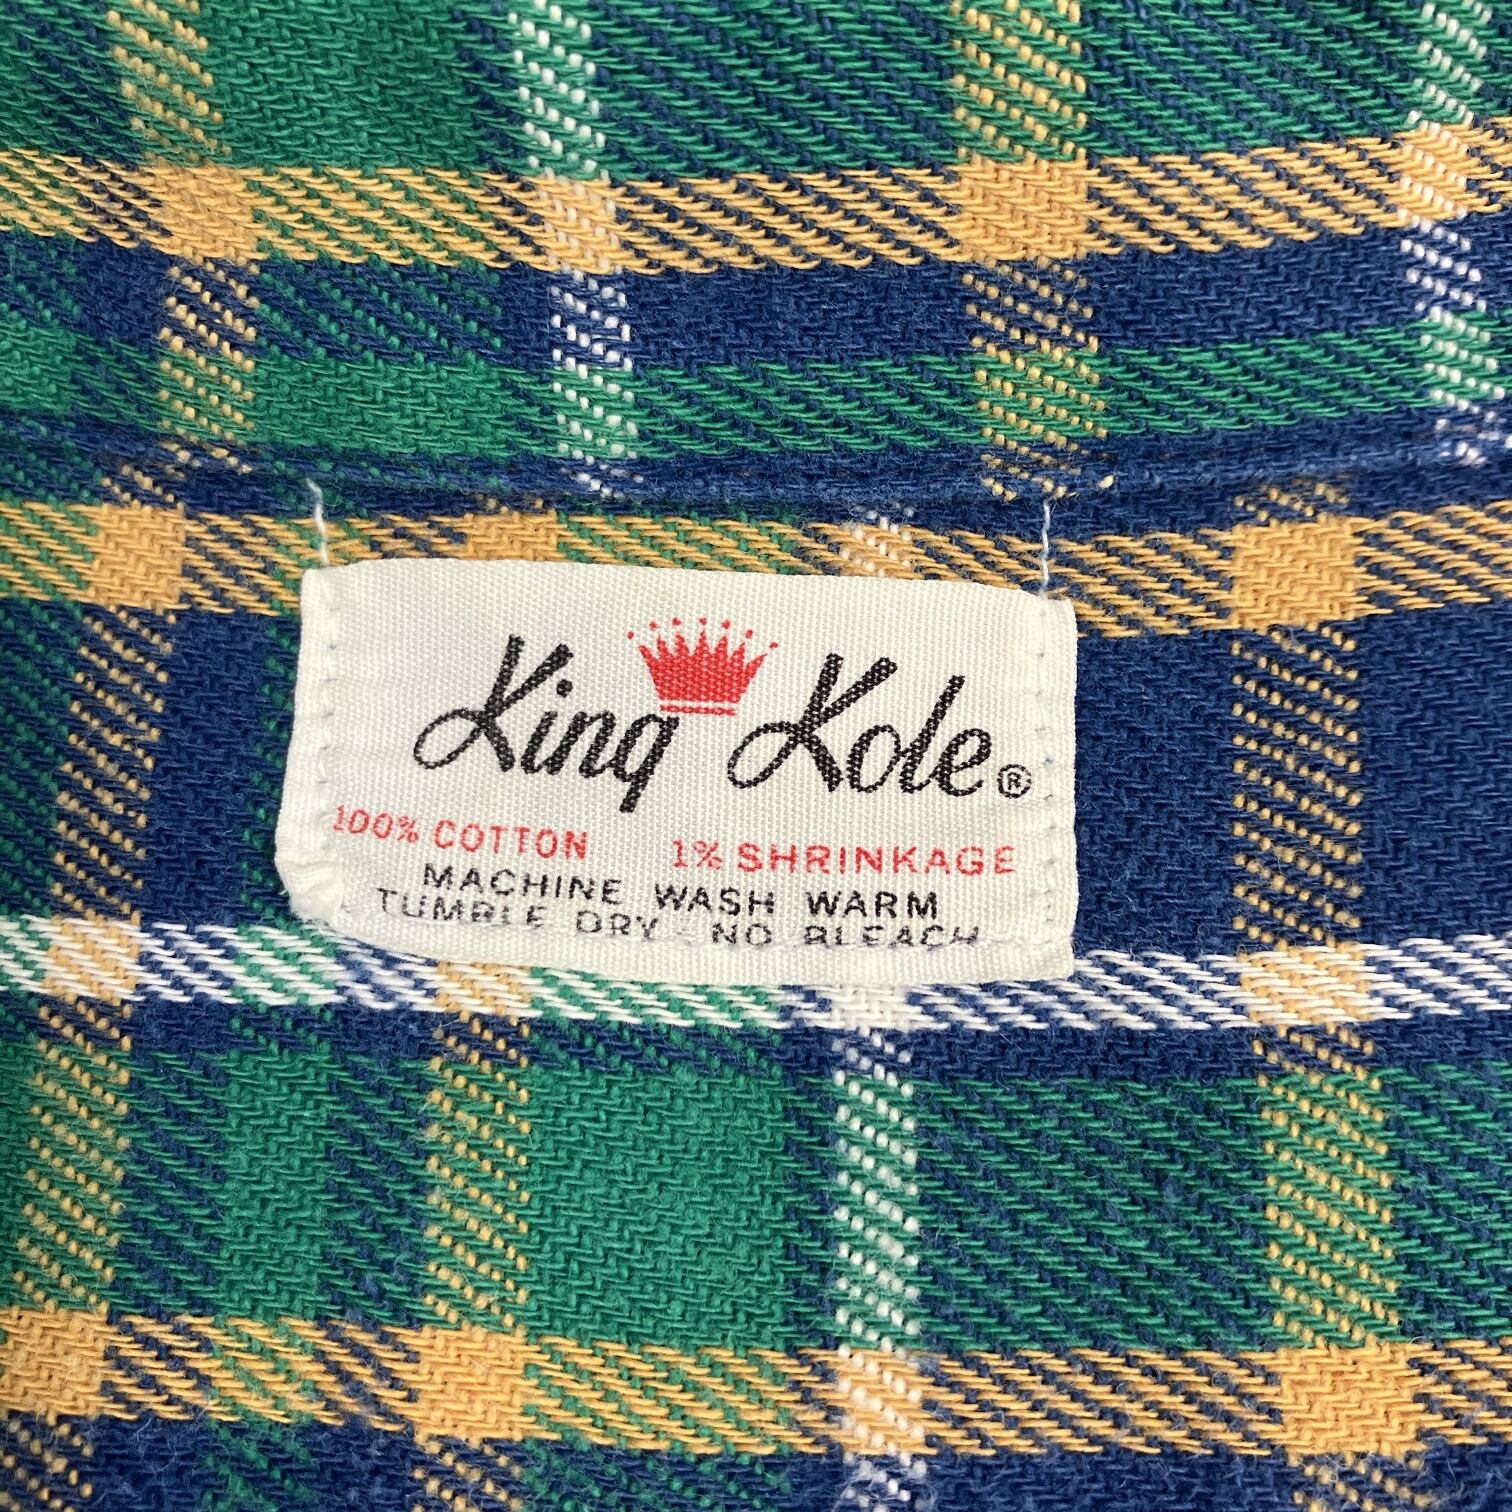 King Kole®
100% COTTON 1% SHRINKAGE
MACHINE WASH WARM
TUMBLE DRY - NO BLEACH